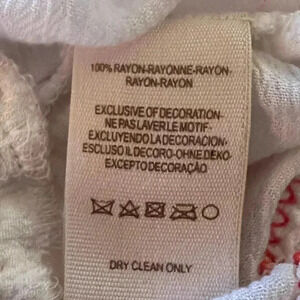 100% RAYON-RAYONNE-RAYON-
RAYON-RAYON
EXCLUSIVE OF DECORATION-
NE PAS LAVER LE MOTIF-
EXCLUYENDO LA DECORACION-
ESCLUSO IL DECORO-OHNE DEKO-
EXCEPTO DECORAÇÃO
DRY CLEAN ONLY